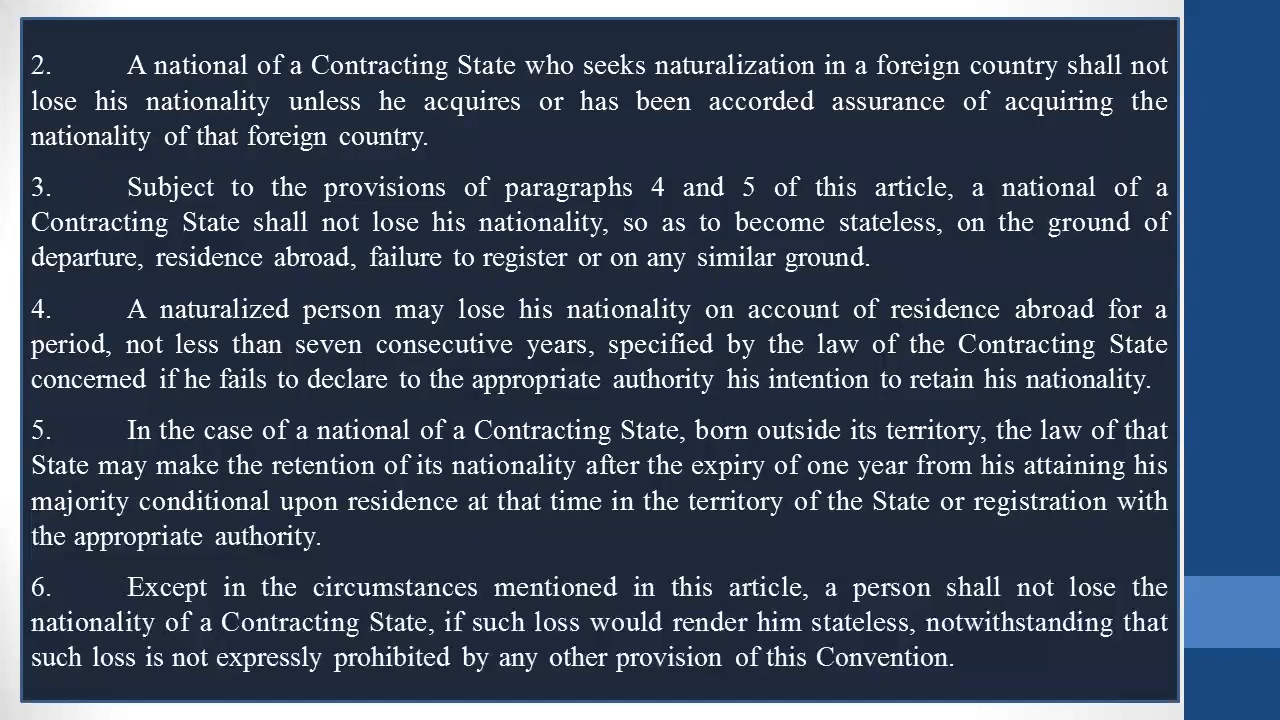 2. A national of a Contracting State who seeks naturalization in a foreign country shall not
lose his nationality unless he acquires or has been accorded assurance of acquiring the
nationality of that foreign country.
3. Subject to the provisions of paragraphs 4 and 5 of this article, a national of a
Contracting State shall not lose his nationality, so as to become stateless, on the ground of
departure, residence abroad, failure to register or on any similar ground.
4. A naturalized person may lose his nationality on account of residence abroad for a
period, not less than seven consecutive years, specified by the law of the Contracting State
concerned if he fails to declare to the appropriate authority his intention to retain his nationality.
5. In the case of a national of a Contracting State, born outside its territory, the law of that
State may make the retention of its nationality after the expiry of one year from his attaining his
majority conditional upon residence at that time in the territory of the State or registration with
the appropriate authority.
6. Except in the circumstances mentioned in this article, a person shall not lose the
nationality of a Contracting State, if such loss would render him stateless, notwithstanding that
such loss is not expressly prohibited by any other provision of this Convention.